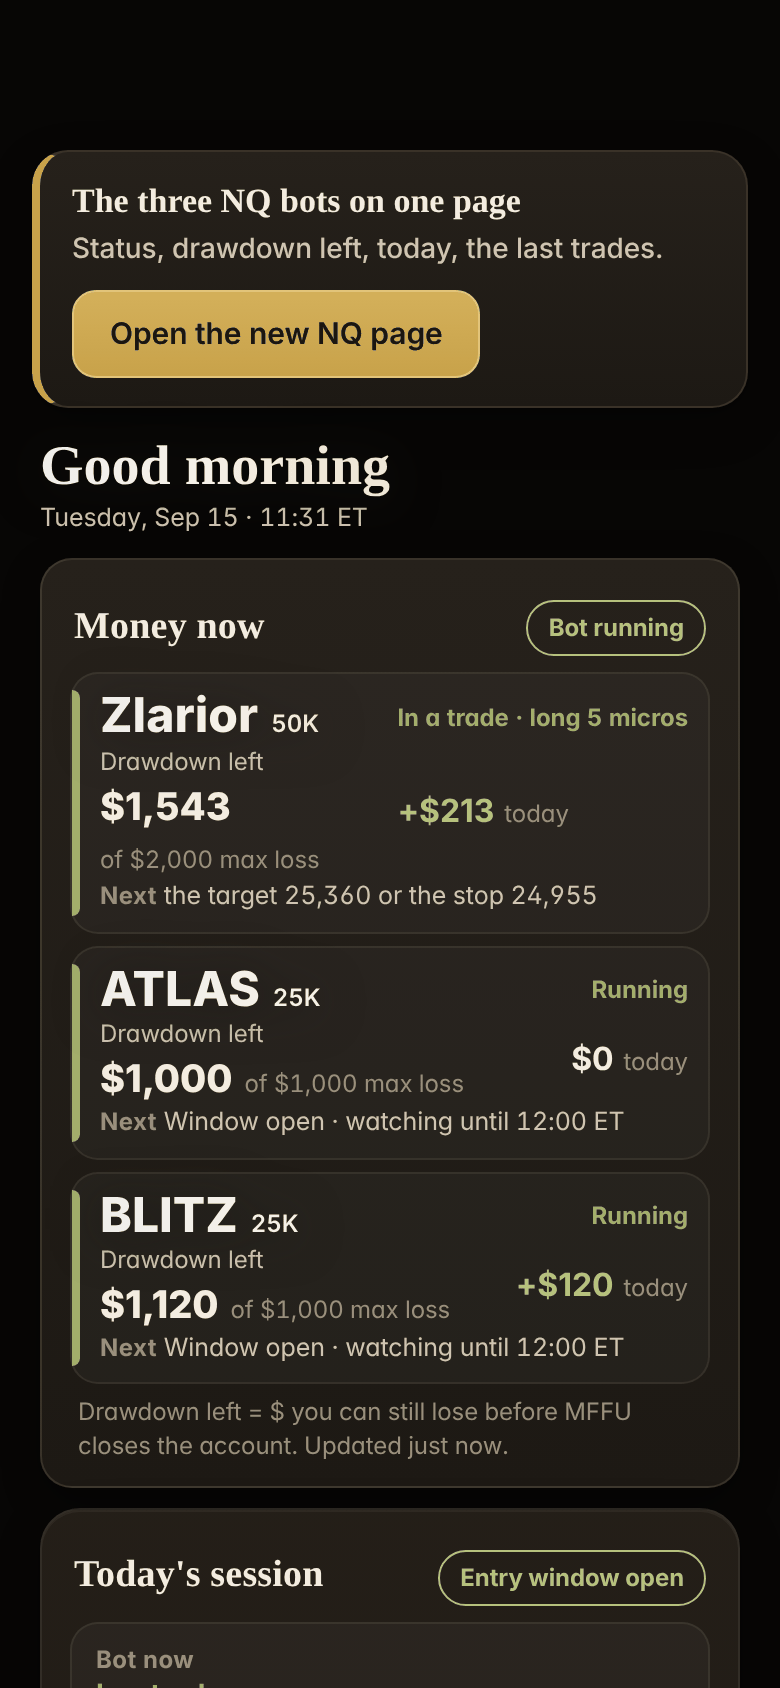 The three NQ bots on one page
Status, drawdown left, today, the last trades.
Open the new NQ page
Good morning
Tuesday, Sep 15 · 11:31 ET
Money now
Bot running
Zlarior 50K
In a trade · long 5 micros
Drawdown left
$1,543
+$213 today
of $2,000 max loss
Next the target 25,360 or the stop 24,955
ATLAS 25K
Running
Drawdown left
$1,000 of $1,000 max loss
$0 today
Next Window open · watching until 12:00 ET
BLITZ 25K
Running
Drawdown left
$1,120 of $1,000 max loss
+$120 today
Next Window open · watching until 12:00 ET
Drawdown left = $ you can still lose before MFFU
closes the account. Updated just now.
Today's session
Entry window open
Bot now